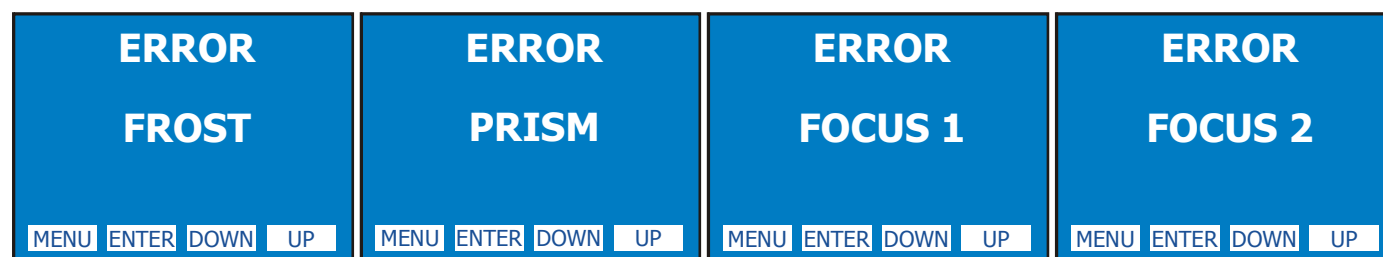 ERROR
FROST
MENU ENTER DOWN UP
ERROR
PRISM
MENU ENTER DOWN UP
ERROR
FOCUS 1
MENU ENTER DOWN UP
ERROR
FOCUS 2
MENU ENTER DOWN UP